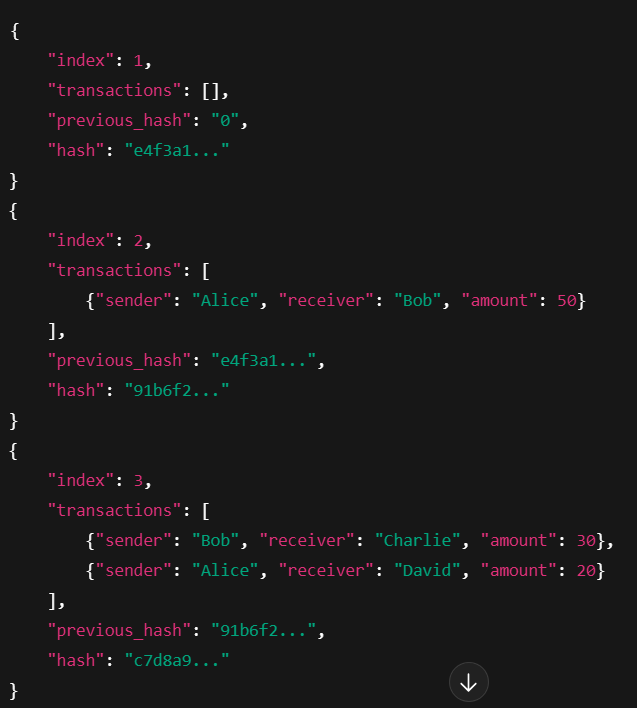 {
    "index": 1,
    "transactions": [],
    "previous_hash": "0",
    "hash": "e4f3a1..."
}
{
    "index": 2,
    "transactions": [
        {"sender": "Alice", "receiver": "Bob", "amount": 50}
    ],
    "previous_hash": "e4f3a1...",
    "hash": "91b6f2..."
}
{
    "index": 3,
    "transactions": [
        {"sender": "Bob", "receiver": "Charlie", "amount": 30},
        {"sender": "Alice", "receiver": "David", "amount": 20}
    ],
    "previous_hash": "91b6f2...",
    "hash": "c7d8a9..."
}